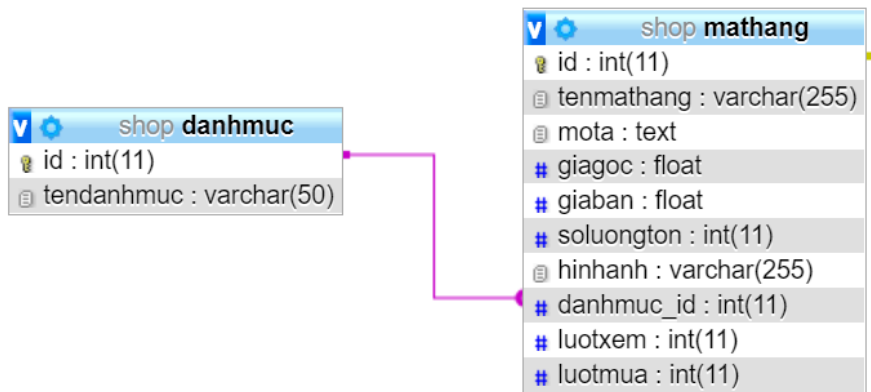 shop danhmuc
id : int(11)
tendanhmuc : varchar(50)
shop mathang
id : int(11)
tenmathang : varchar(255)
mota : text
giagoc : float
giaban : float
soluongton : int(11)
hinhanh : varchar(255)
danhmuc_id : int(11)
luotxem : int(11)
luotmua : int(11)